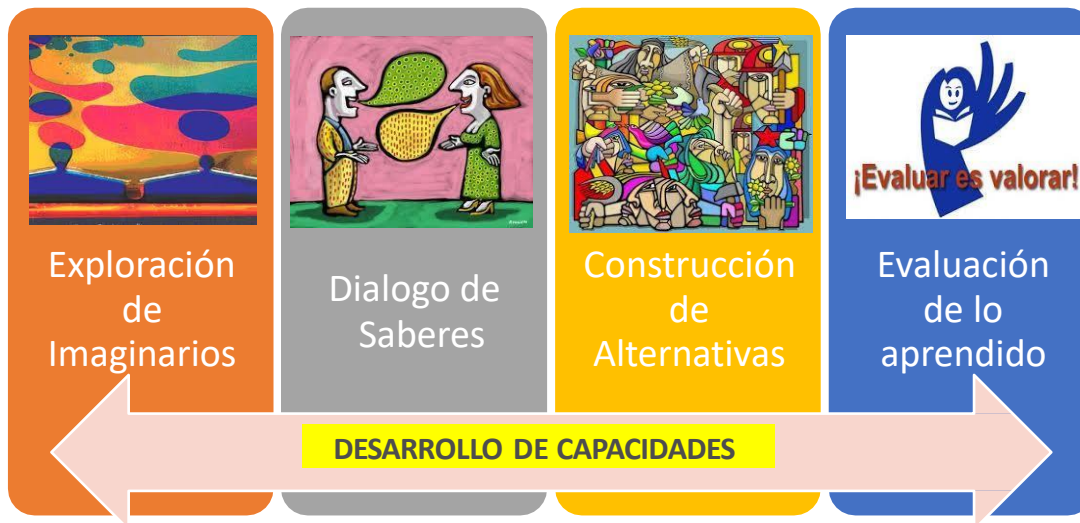 ¡Evaluar es valorar!
Exploración
de
Imaginarios
Dialogo de
Saberes
Construcción
de
Alternativas
Evaluación
de lo
aprendido
DESARROLLO DE CAPACIDADES